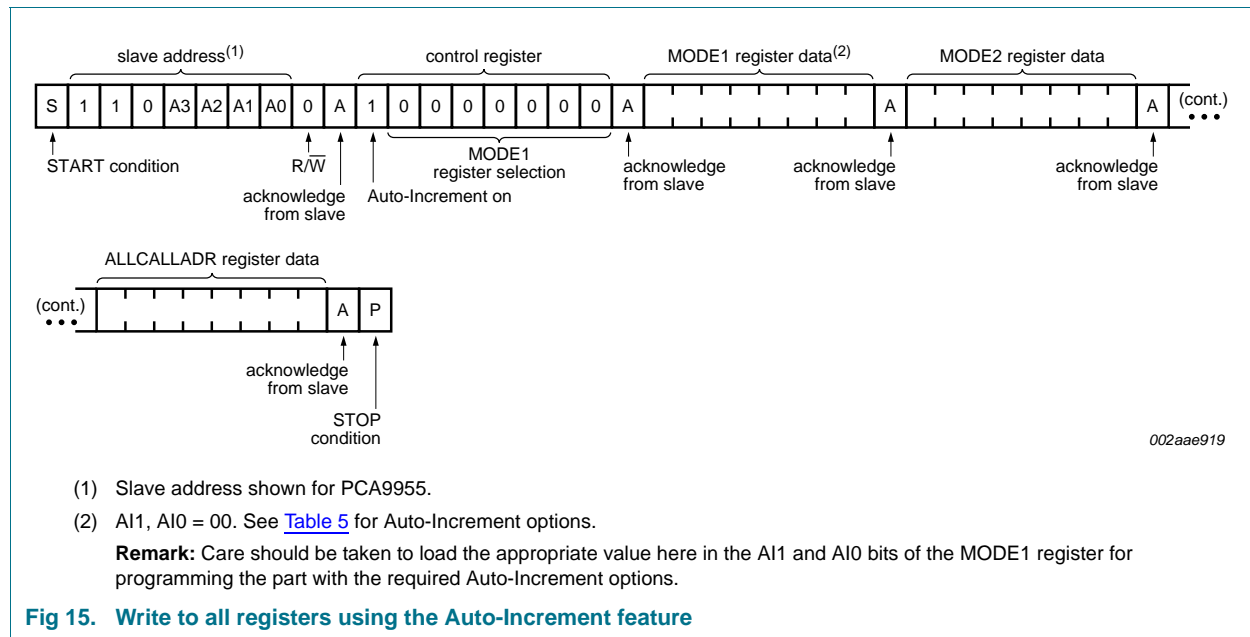 slave address(1) control register MODE1 register data(2) MODE2 register data
S 1 1 0 A3 A2 A1 A0 0 A 1 0 0 0 0 0 0 0 A A A (cont.)
START condition R/W̅ MODE1 acknowledge acknowledge acknowledge
register selection from slave from slave from slave
acknowledge Auto-Increment on
from slave
ALLCALLADR register data
(cont.) A P
acknowledge
from slave
STOP
condition
002aae919
(1) Slave address shown for PCA9955.
(2) AI1, AI0 = 00. See Table 5 for Auto-Increment options.
Remark: Care should be taken to load the appropriate value here in the AI1 and AI0 bits of the MODE1 register for
programming the part with the required Auto-Increment options.
Fig 15. Write to all registers using the Auto-Increment feature